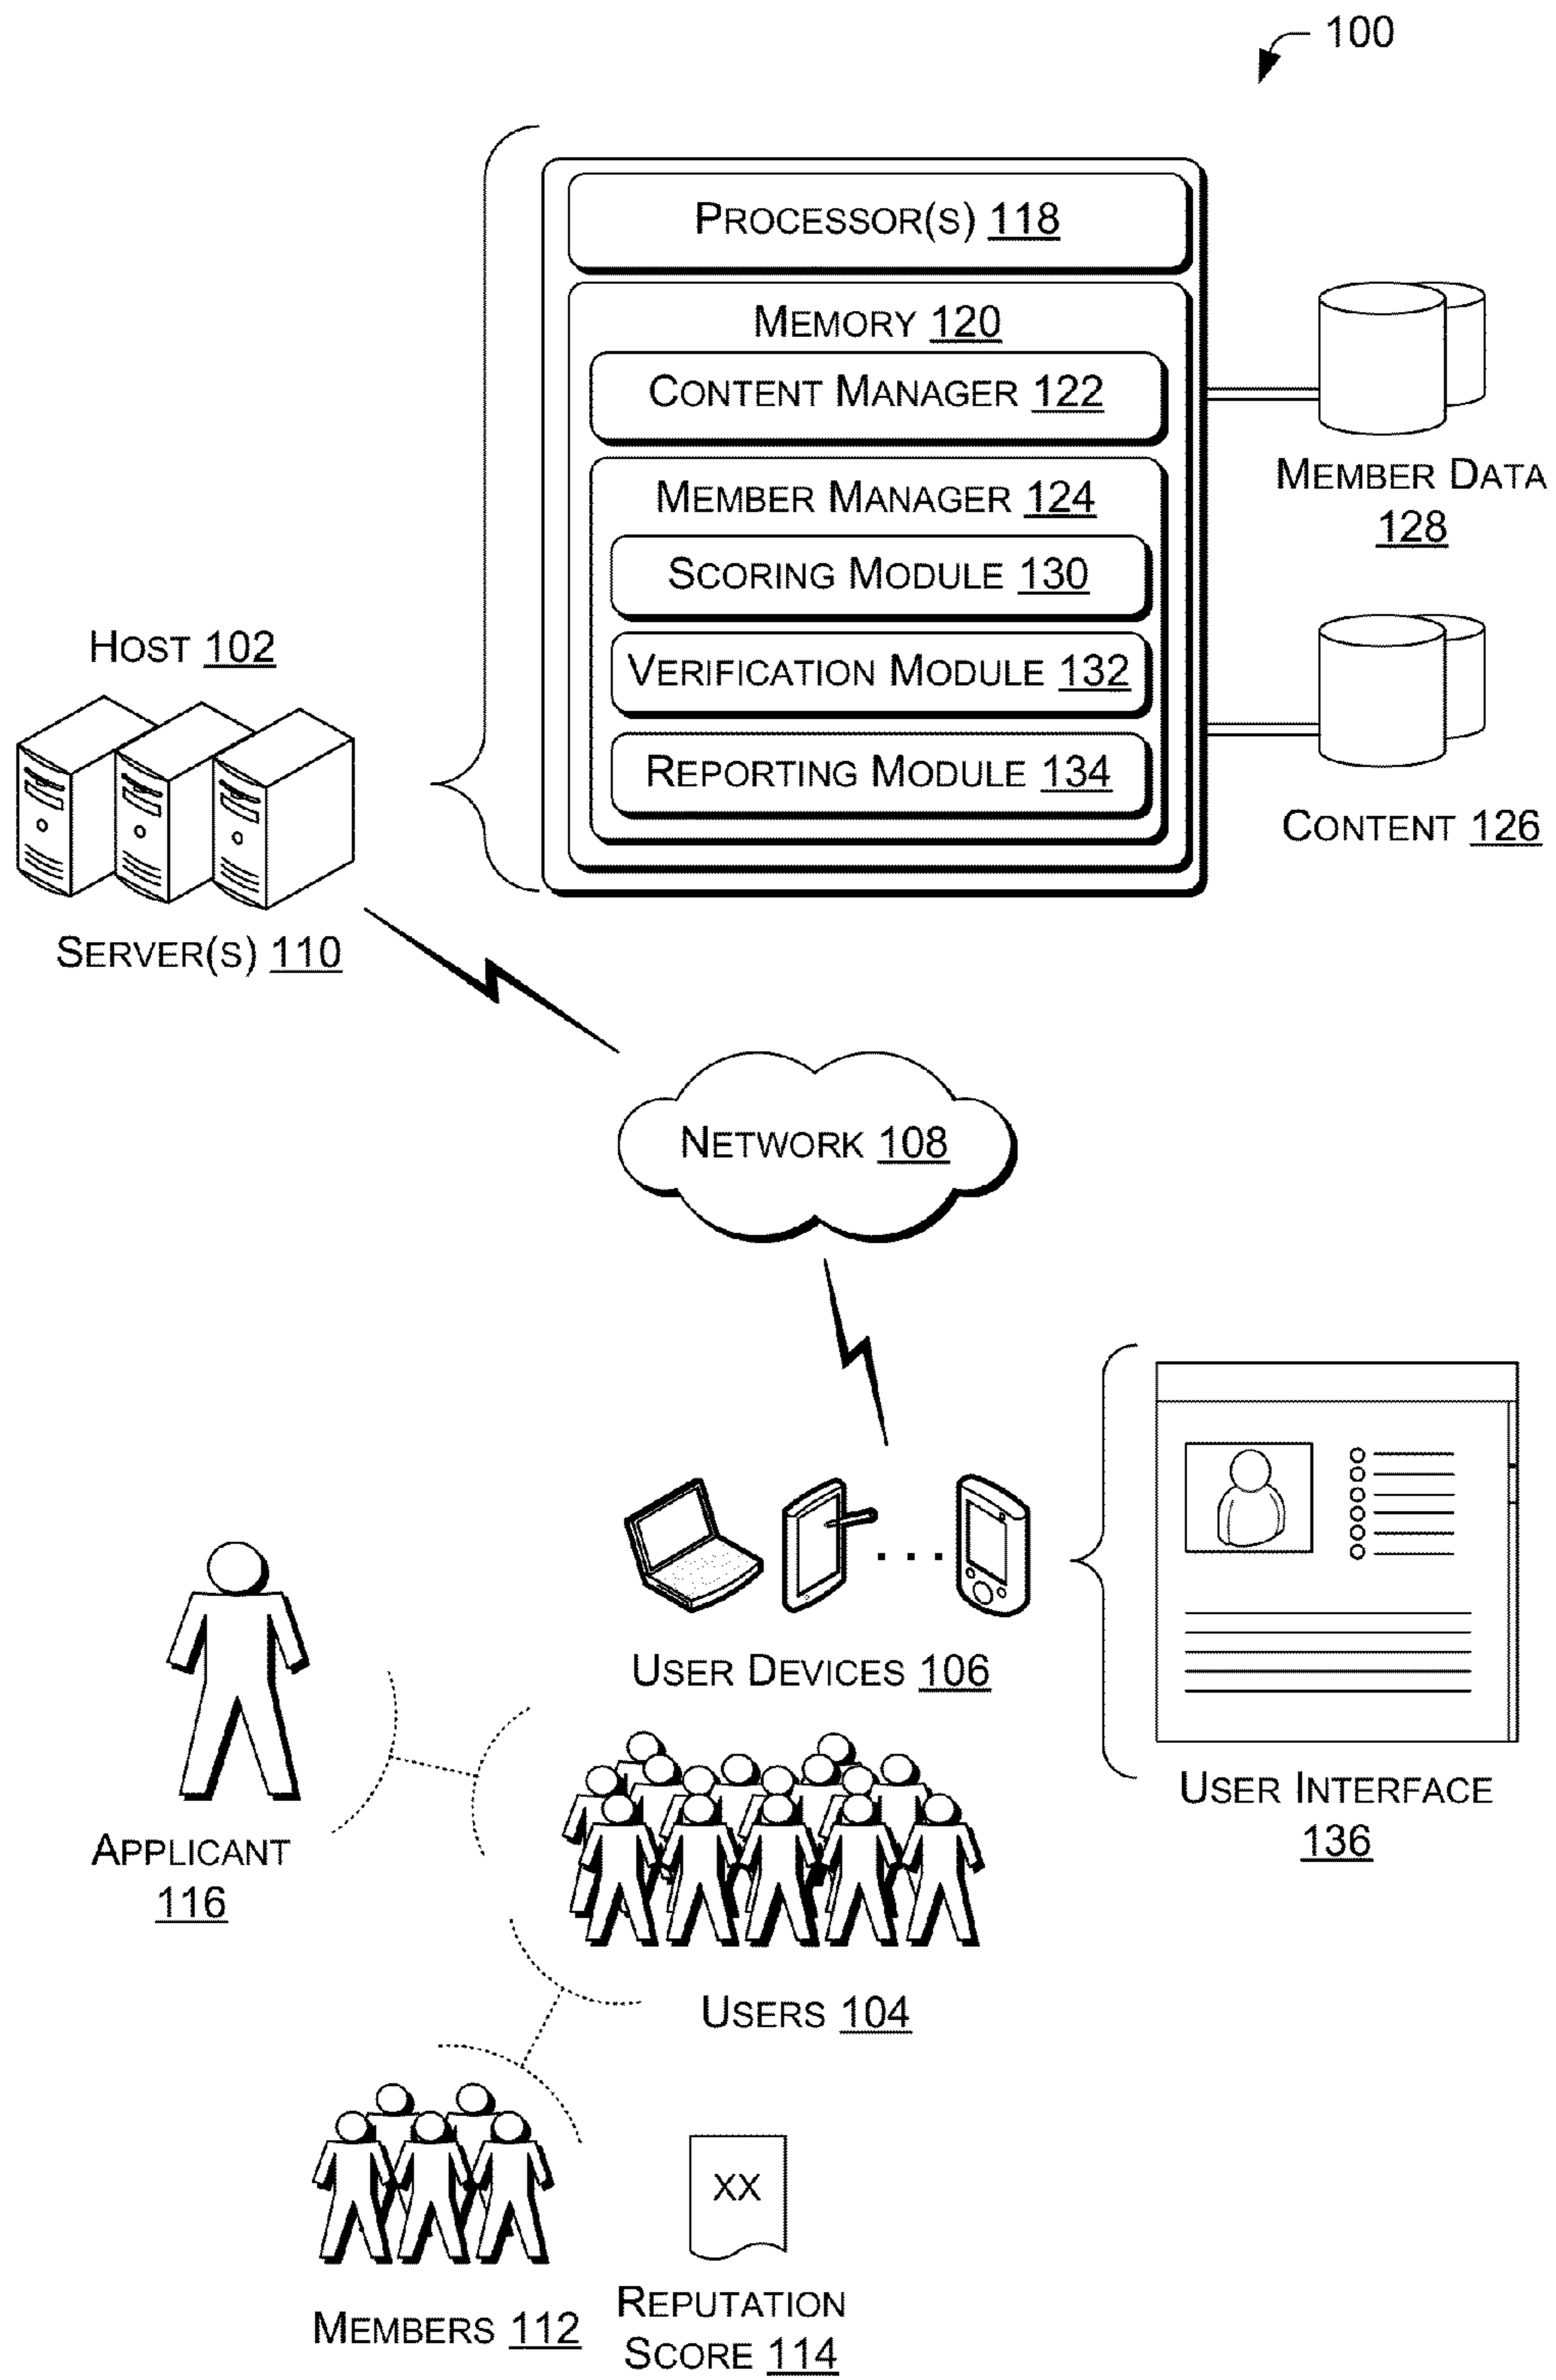 100
PROCESSOR(S) 118
MEMORY 120
CONTENT MANAGER 122
MEMBER MANAGER 124
SCORING MODULE 130
VERIFICATION MODULE 132
REPORTING MODULE 134
MEMBER DATA
128
CONTENT 126
HOST 102
SERVER(S) 110
NETWORK 108
USER DEVICES 106
USER INTERFACE
136
APPLICANT
116
USERS 104
MEMBERS 112
XX
REPUTATION
SCORE 114